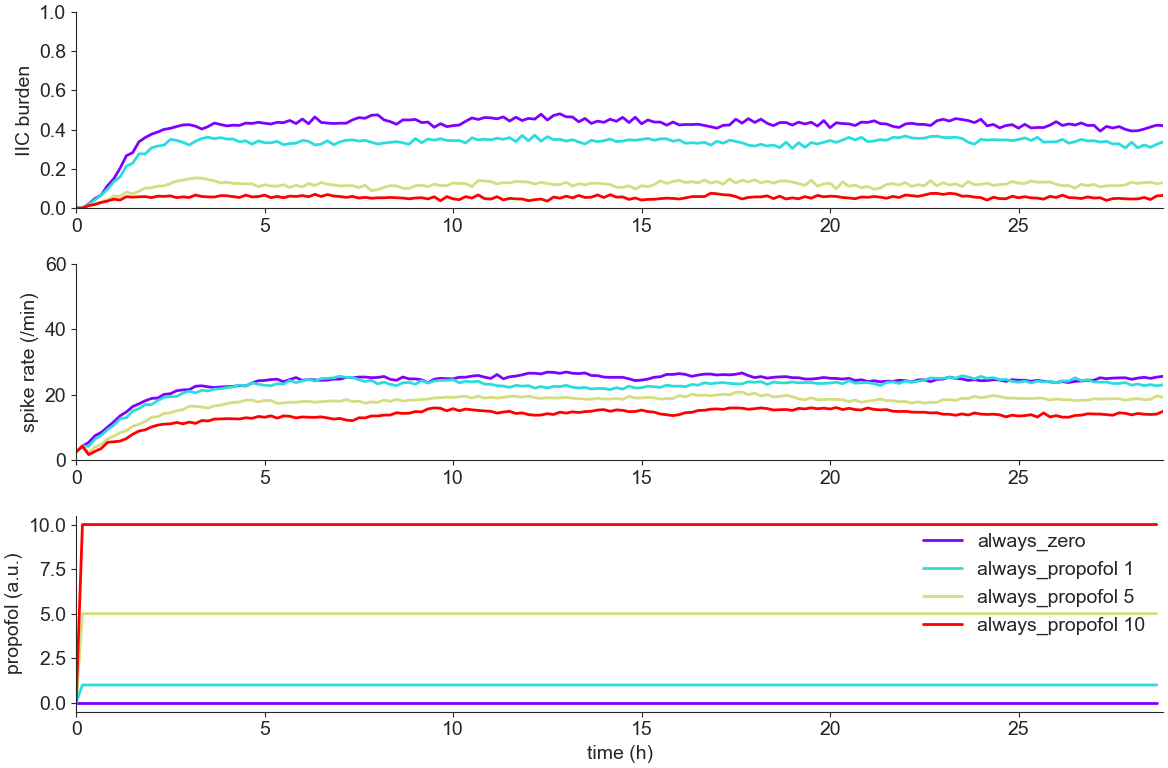 1.0
0.8
0.6
0.4
0.2
0.0
IIC burden
0 5 10 15 20 25
60
40
20
0
spike rate (/min)
0 5 10 15 20 25
10.0
7.5
5.0
2.5
0.0
propofol (a.u.)
always_zero
always_propofol 1
always_propofol 5
always_propofol 10
0 5 10 15 20 25
time (h)